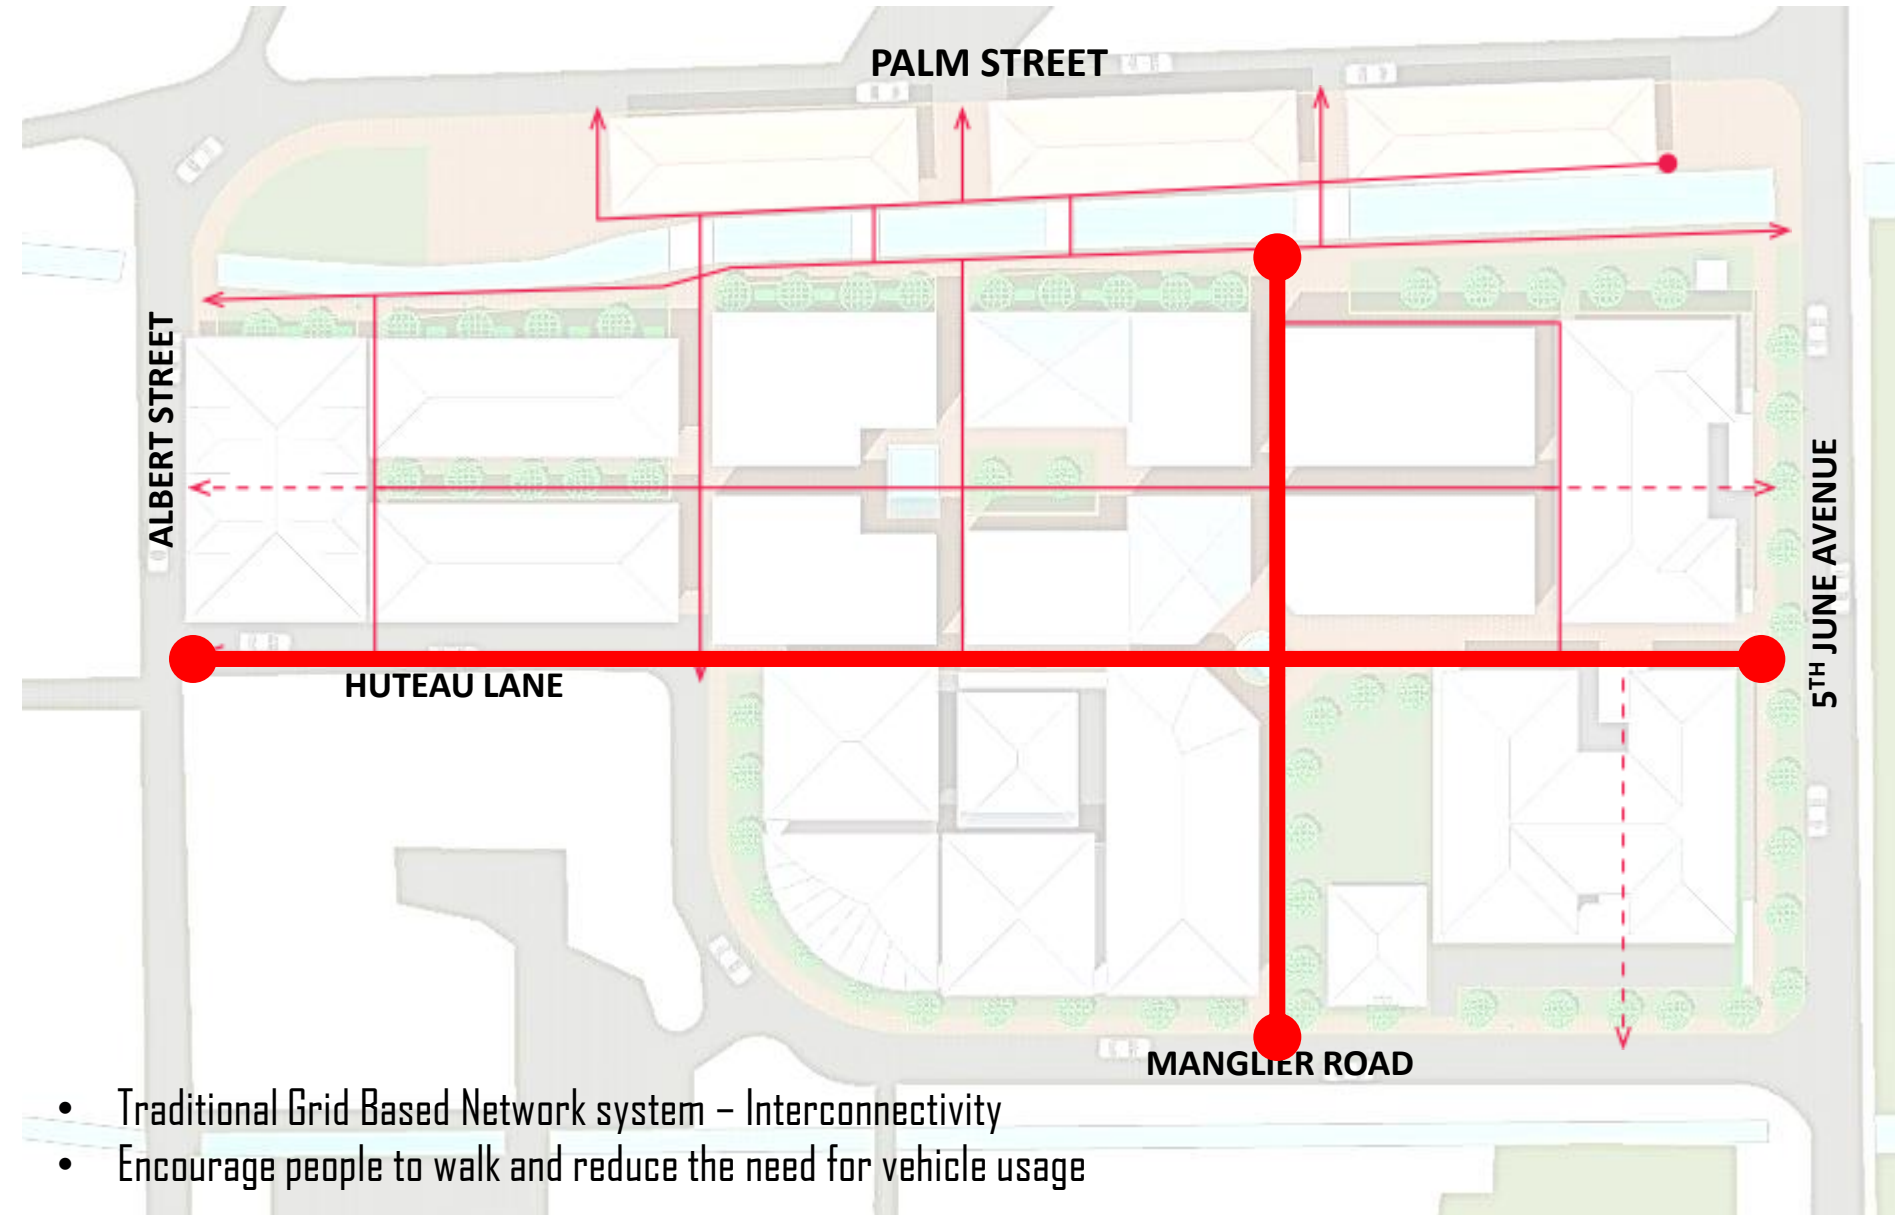 PALM STREET
ALBERT STREET
5TH JUNE AVENUE
HUTEAU LANE
MANGLIER ROAD
• Traditional Grid Based Network system – Interconnectivity
• Encourage people to walk and reduce the need for vehicle usage